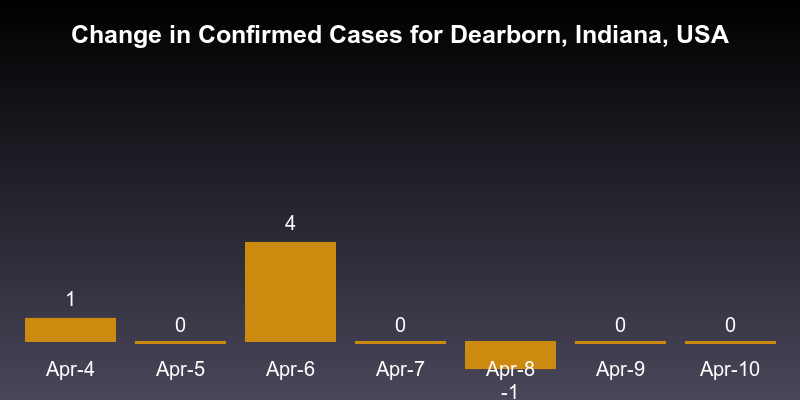 Change in Confirmed Cases for Dearborn, Indiana, USA
4
1
0
0
0
0
Apr-4
Apr-5
Apr-6
Apr-7
Apr-8
Apr-9
Apr-10
-1